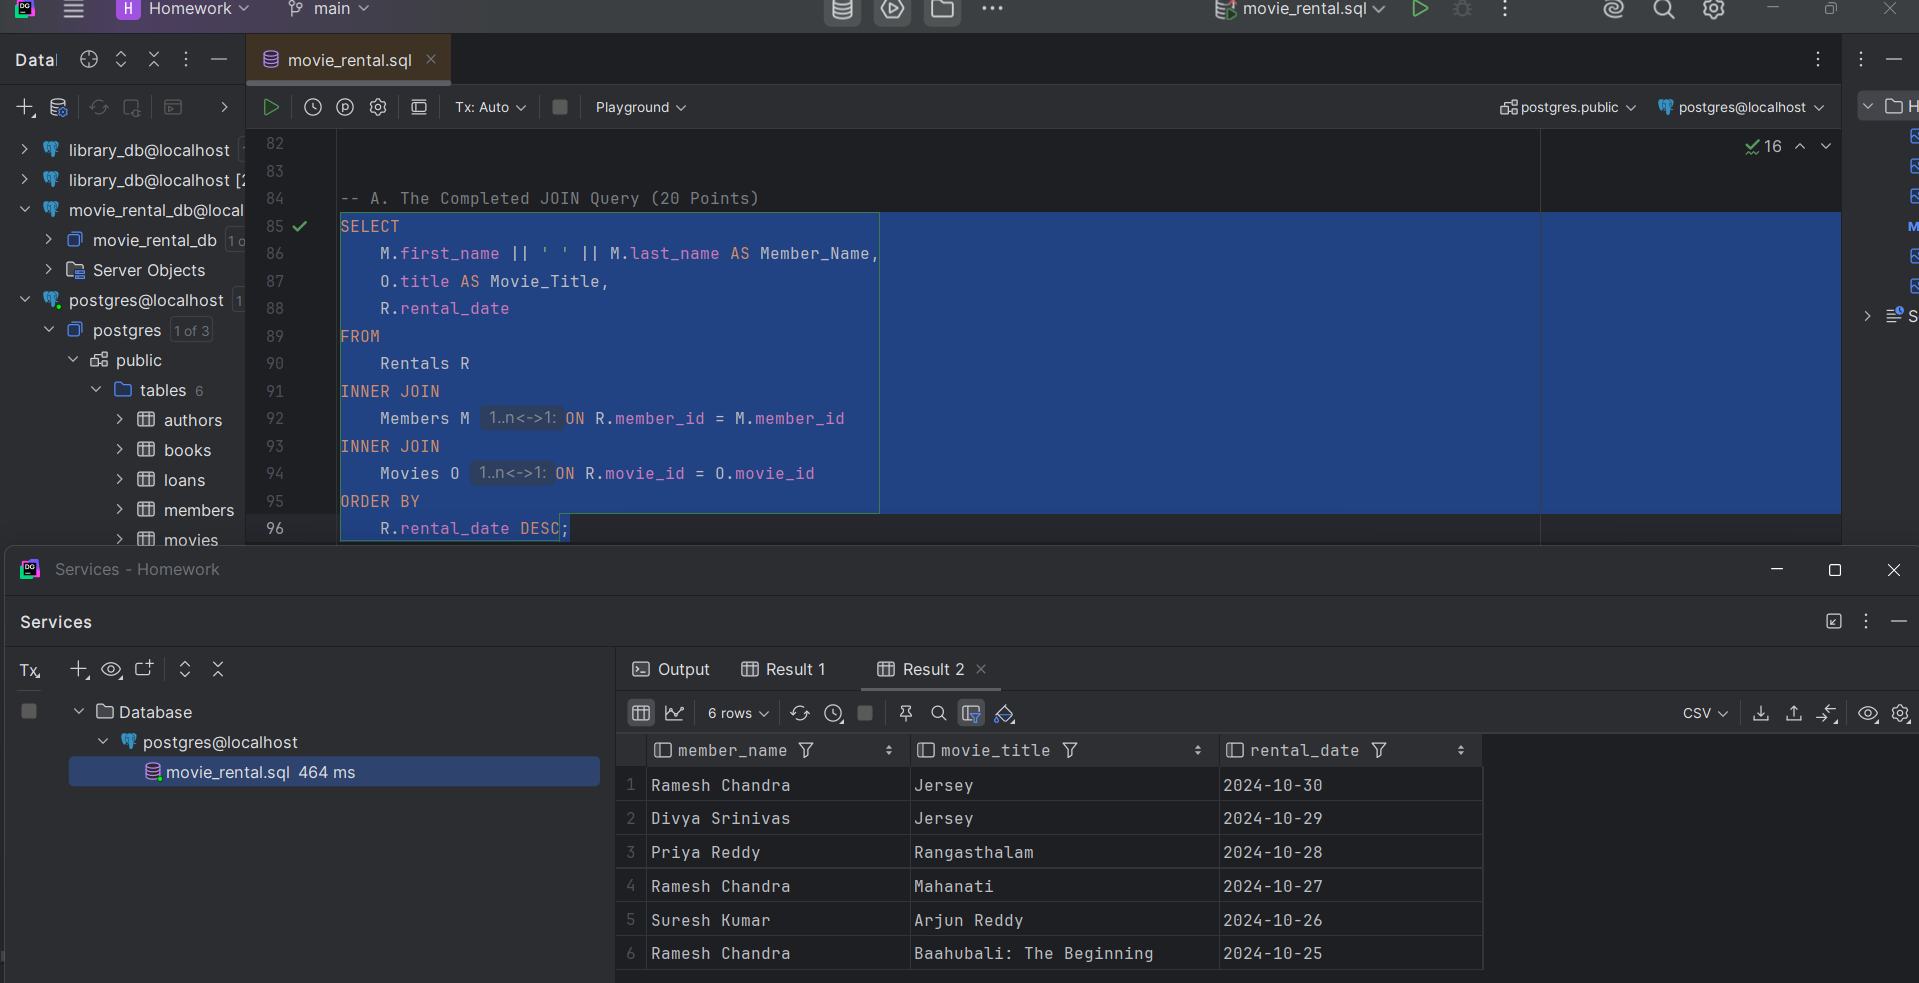 H Homework main movie_rental.sql
Data movie_rental.sql
Tx: Auto Playground postgres.public postgres@localhost H
library_db@localhost
library_db@localhost [2
movie_rental_db@local
movie_rental_db 1 o
Server Objects
postgres@localhost 1
postgres 1 of 3
public
tables 6
authors
books
loans
members
movies
16
S
82
83
84 -- A. The Completed JOIN Query (20 Points)
85 SELECT
86 M.first_name || ' ' || M.last_name AS Member_Name,
87 O.title AS Movie_Title,
88 R.rental_date
89 FROM
90 Rentals R
91 INNER JOIN
92 Members M 1..n<->1: ON R.member_id = M.member_id
93 INNER JOIN
94 Movies O 1..n<->1: ON R.movie_id = O.movie_id
95 ORDER BY
96 R.rental_date DESC;
Services - Homework
Services
Tx
Database
postgres@localhost
movie_rental.sql 464 ms
Output Result 1 Result 2
6 rows CSV
member_name movie_title rental_date
1 Ramesh Chandra Jersey 2024-10-30
2 Divya Srinivas Jersey 2024-10-29
3 Priya Reddy Rangasthalam 2024-10-28
4 Ramesh Chandra Mahanati 2024-10-27
5 Suresh Kumar Arjun Reddy 2024-10-26
6 Ramesh Chandra Baahubali: The Beginning 2024-10-25